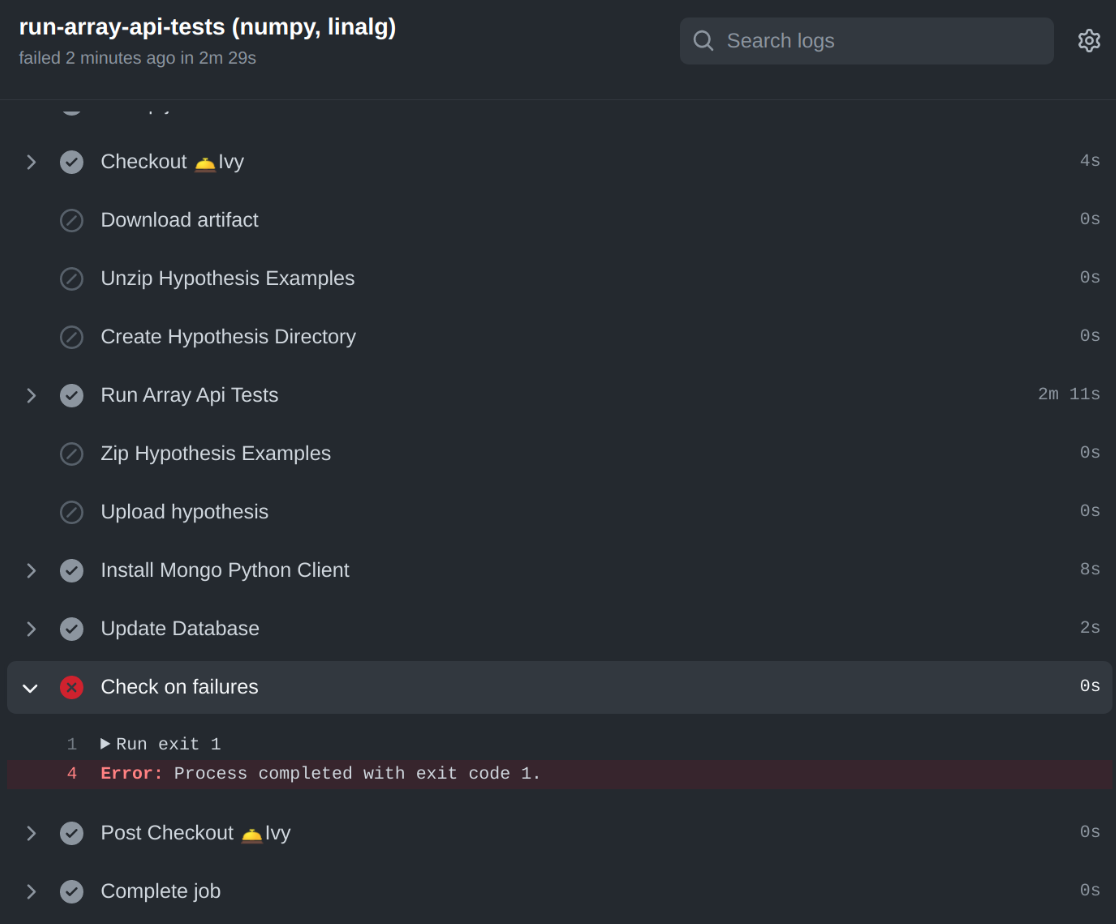 run-array-api-tests (numpy, linalg)
failed 2 minutes ago in 2m 29s
Search logs
Checkout 🛎️Ivy 4s
Download artifact 0s
Unzip Hypothesis Examples 0s
Create Hypothesis Directory 0s
Run Array Api Tests 2m 11s
Zip Hypothesis Examples 0s
Upload hypothesis 0s
Install Mongo Python Client 8s
Update Database 2s
Check on failures 0s
1 ▶Run exit 1
4 Error: Process completed with exit code 1.
Post Checkout 🛎️Ivy 0s
Complete job 0s